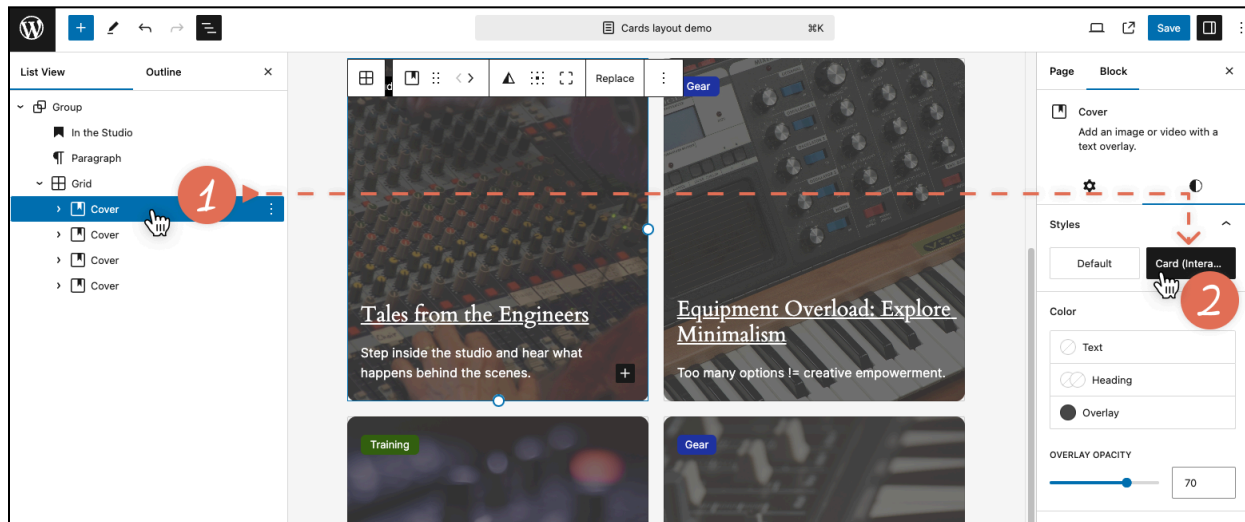 Cards layout demo
⌘K
Save
List View
Outline
Group
In the Studio
Paragraph
Grid
Cover
Cover
Cover
Cover
1
Replace
Gear
Tales from the Engineers
Step inside the studio and hear what
happens behind the scenes.
Equipment Overload: Explore
Minimalism
Too many options != creative empowerment.
Training
Gear
Page
Block
Cover
Add an image or video with a
text overlay.
Styles
Default
Card (Intera...
2
Color
Text
Heading
Overlay
OVERLAY OPACITY
70